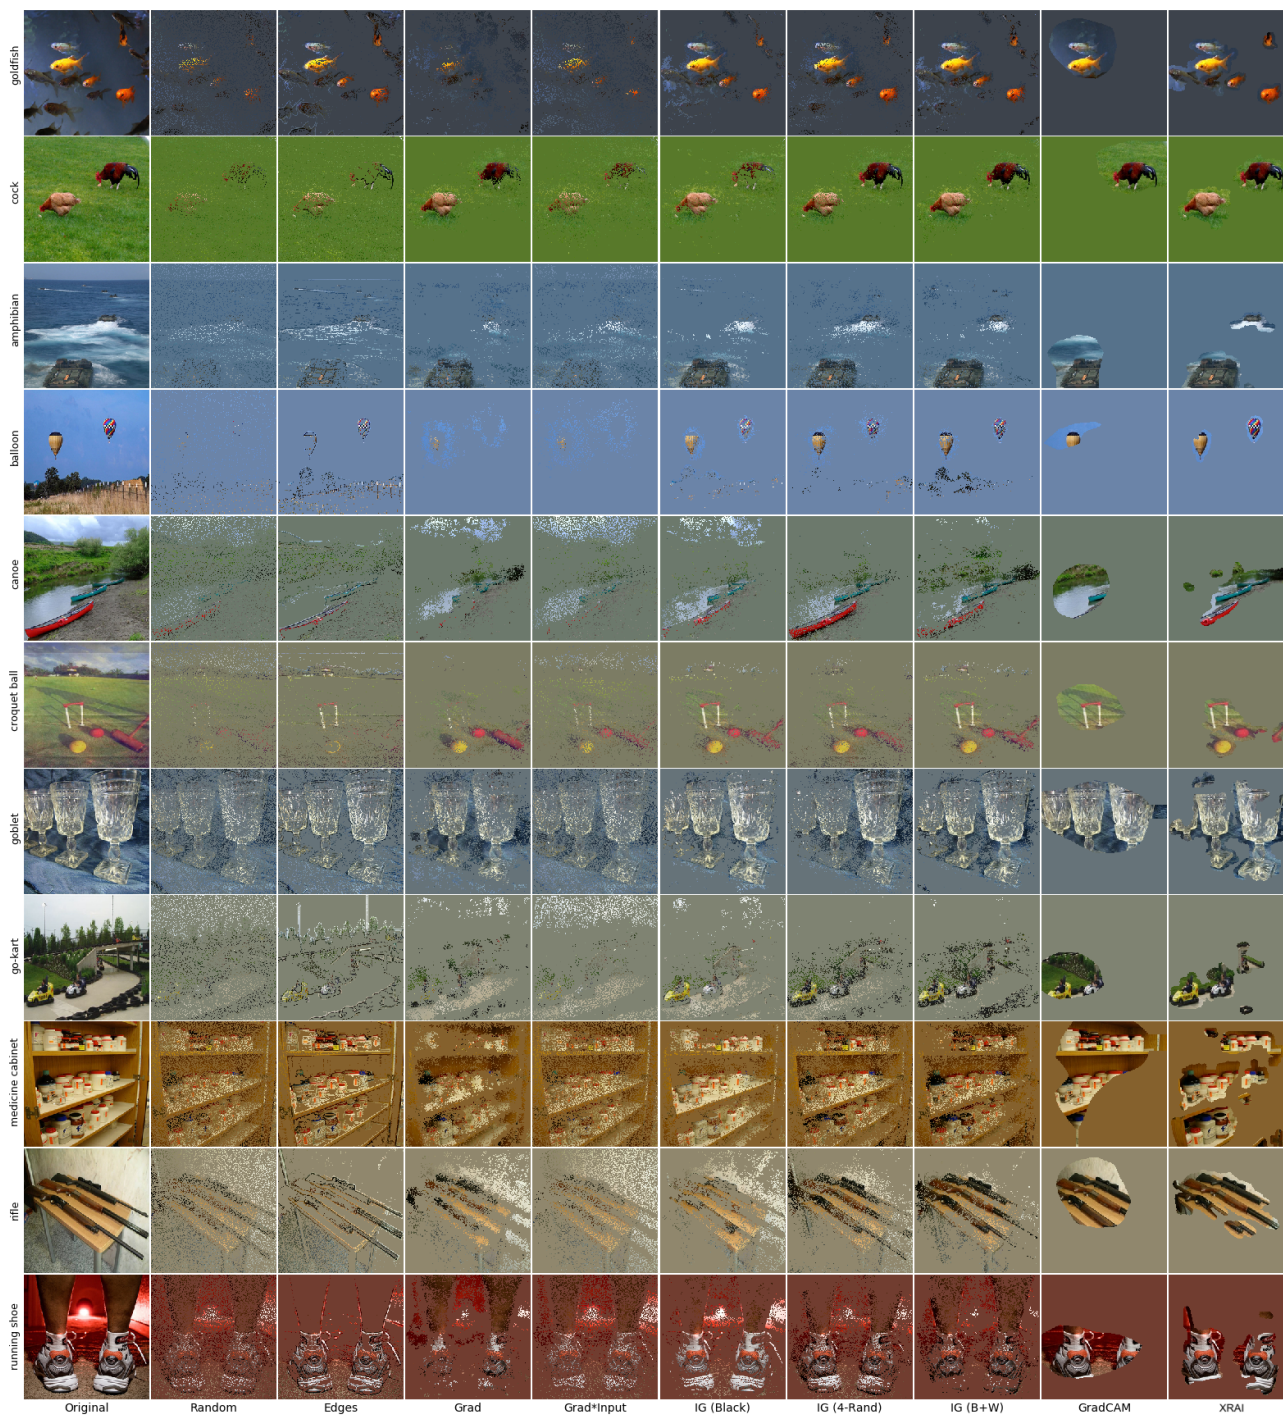 goldfish
cock
amphibian
balloon
canoe
croquet ball
goblet
go-kart
medicine cabinet
rifle
running shoe
Original Random Edges Grad Grad*Input IG (Black) IG (4-Rand) IG (B+W) GradCAM XRAI